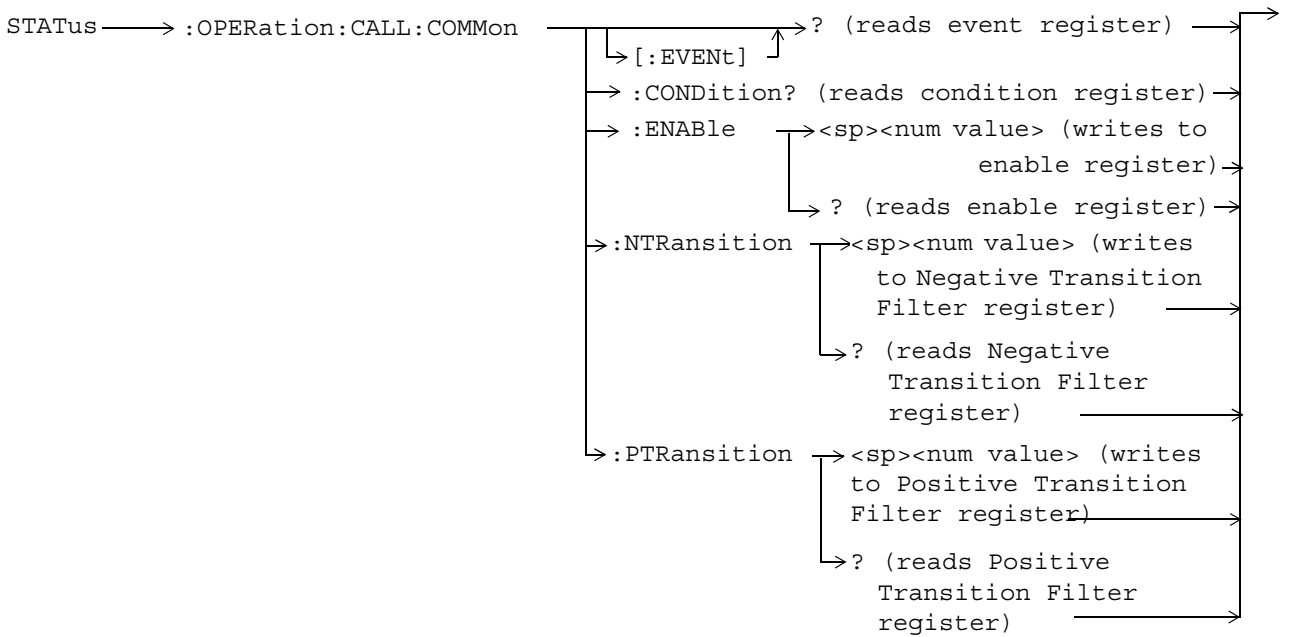 STATus :OPERation:CALL:COMMon ? (reads event register)
[:EVENt]
:CONDition? (reads condition register)
:ENABle <sp><num value> (writes to
enable register)
? (reads enable register)
:NTRansition <sp><num value> (writes
to Negative Transition
Filter register)
? (reads Negative
Transition Filter
register)
:PTRansition <sp><num value> (writes
to Positive Transition
Filter register)
? (reads Positive
Transition Filter
register)